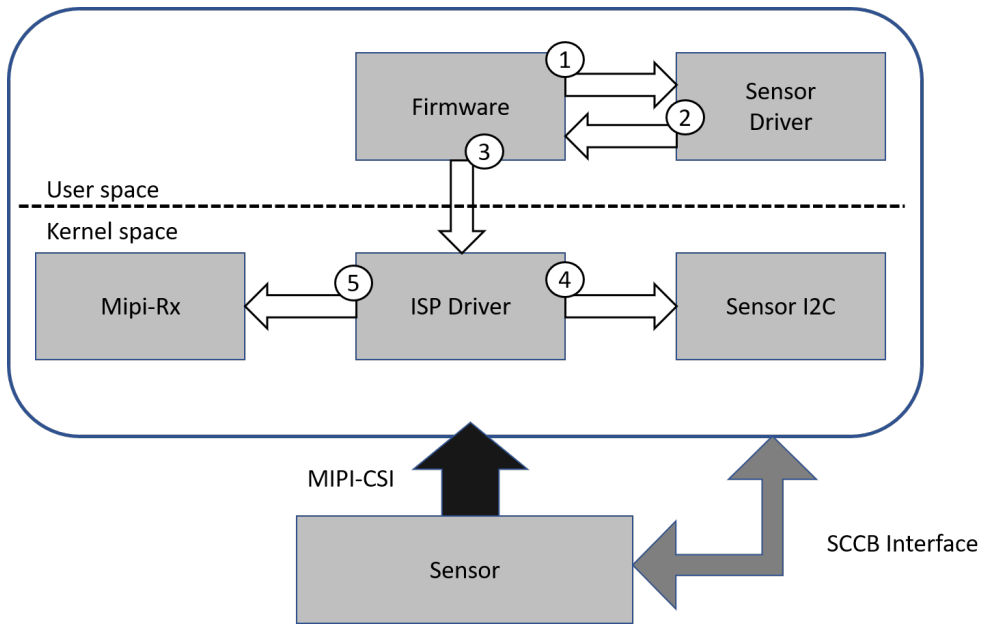 1
Firmware
Sensor
Driver
2
3
User space
Kernel space
Mipi-Rx
5
ISP Driver
4
Sensor I2C
MIPI-CSI
SCCB Interface
Sensor